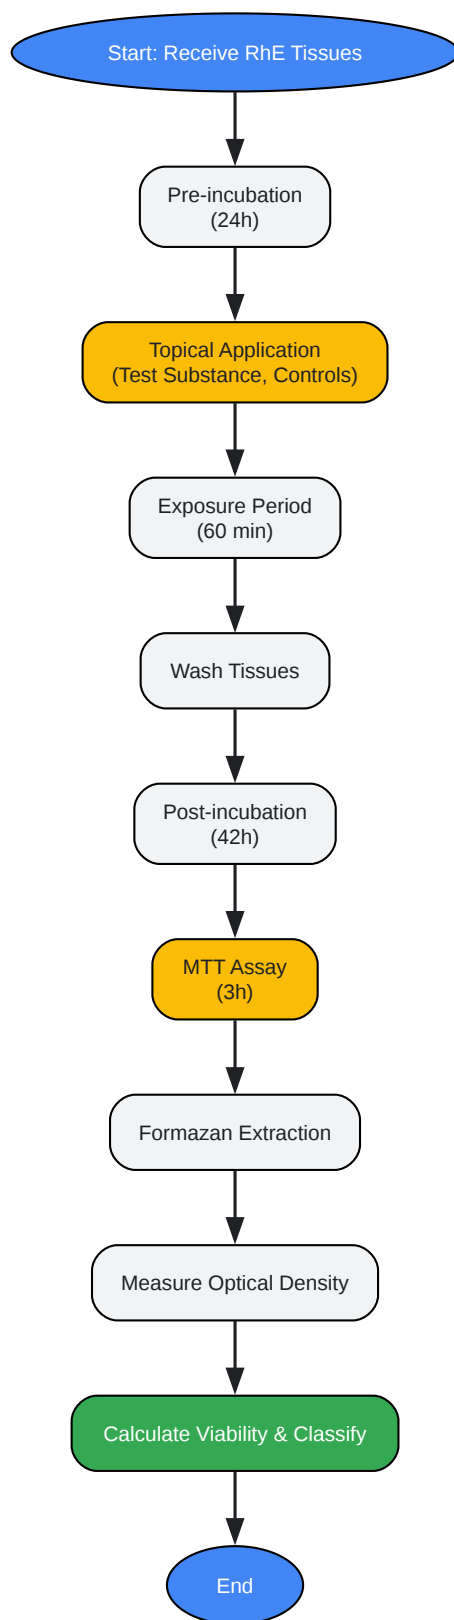 Start: Receive RhE Tissues
Pre-incubation
(24h)
Topical Application
(Test Substance, Controls)
Exposure Period
(60 min)
Wash Tissues
Post-incubation
(42h)
MTT Assay
(3h)
Formazan Extraction
Measure Optical Density
Calculate Viability & Classify
End